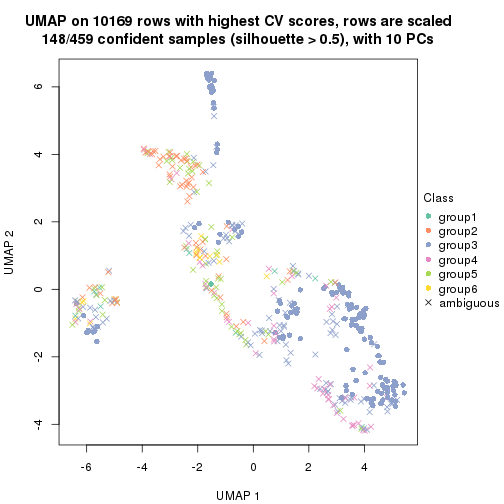 UMAP on 10169 rows with highest CV scores, rows are scaled
148/459 confident samples (silhouette > 0.5), with 10 PCs
6
4
2
0
-2
-4
UMAP 2
-6
-4
-2
0
2
4
UMAP 1
Class
group1
group2
group3
group4
group5
group6
ambiguous